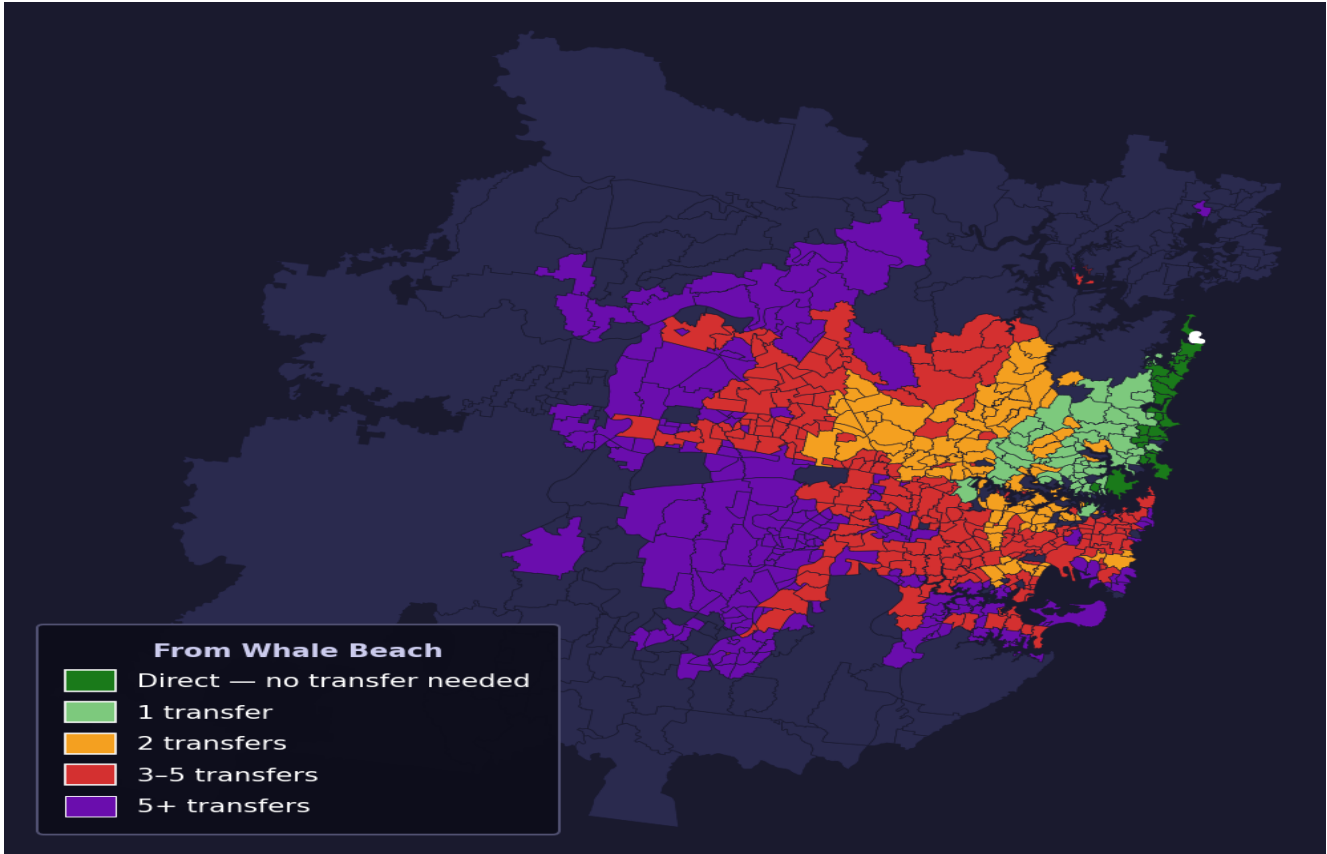 From Whale Beach
Direct — no transfer needed
1 transfer
2 transfers
3–5 transfers
5+ transfers